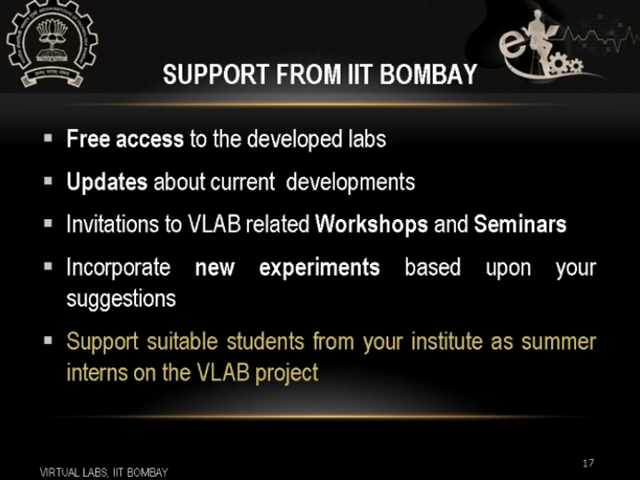 SUPPORT FROM IIT BOMBAY
Free access to the developed labs
Updates about current developments
Invitations to VLAB related Workshops and Seminars
Incorporate new experiments based upon your
suggestions
Support suitable students from your institute as summer
interns on the VLAB project
17
VIRTUAL LABS, IIT BOMBAY